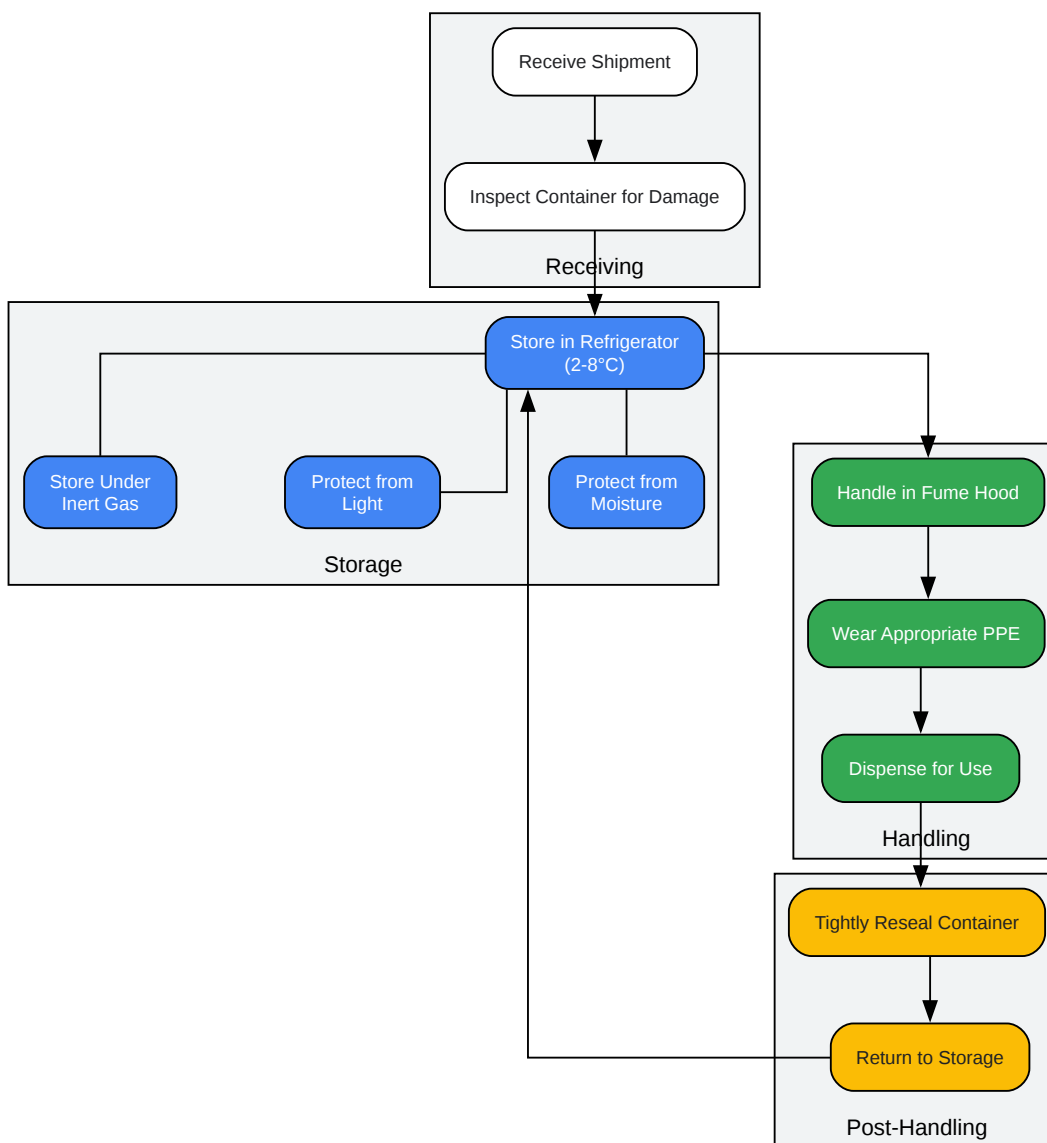 Receive Shipment
Inspect Container for Damage
Receiving
Store in Refrigerator
(2-8°C)
Store Under
Inert Gas
Protect from
Light
Protect from
Moisture
Storage
Handle in Fume Hood
Wear Appropriate PPE
Dispense for Use
Handling
Tightly Reseal Container
Return to Storage
Post-Handling